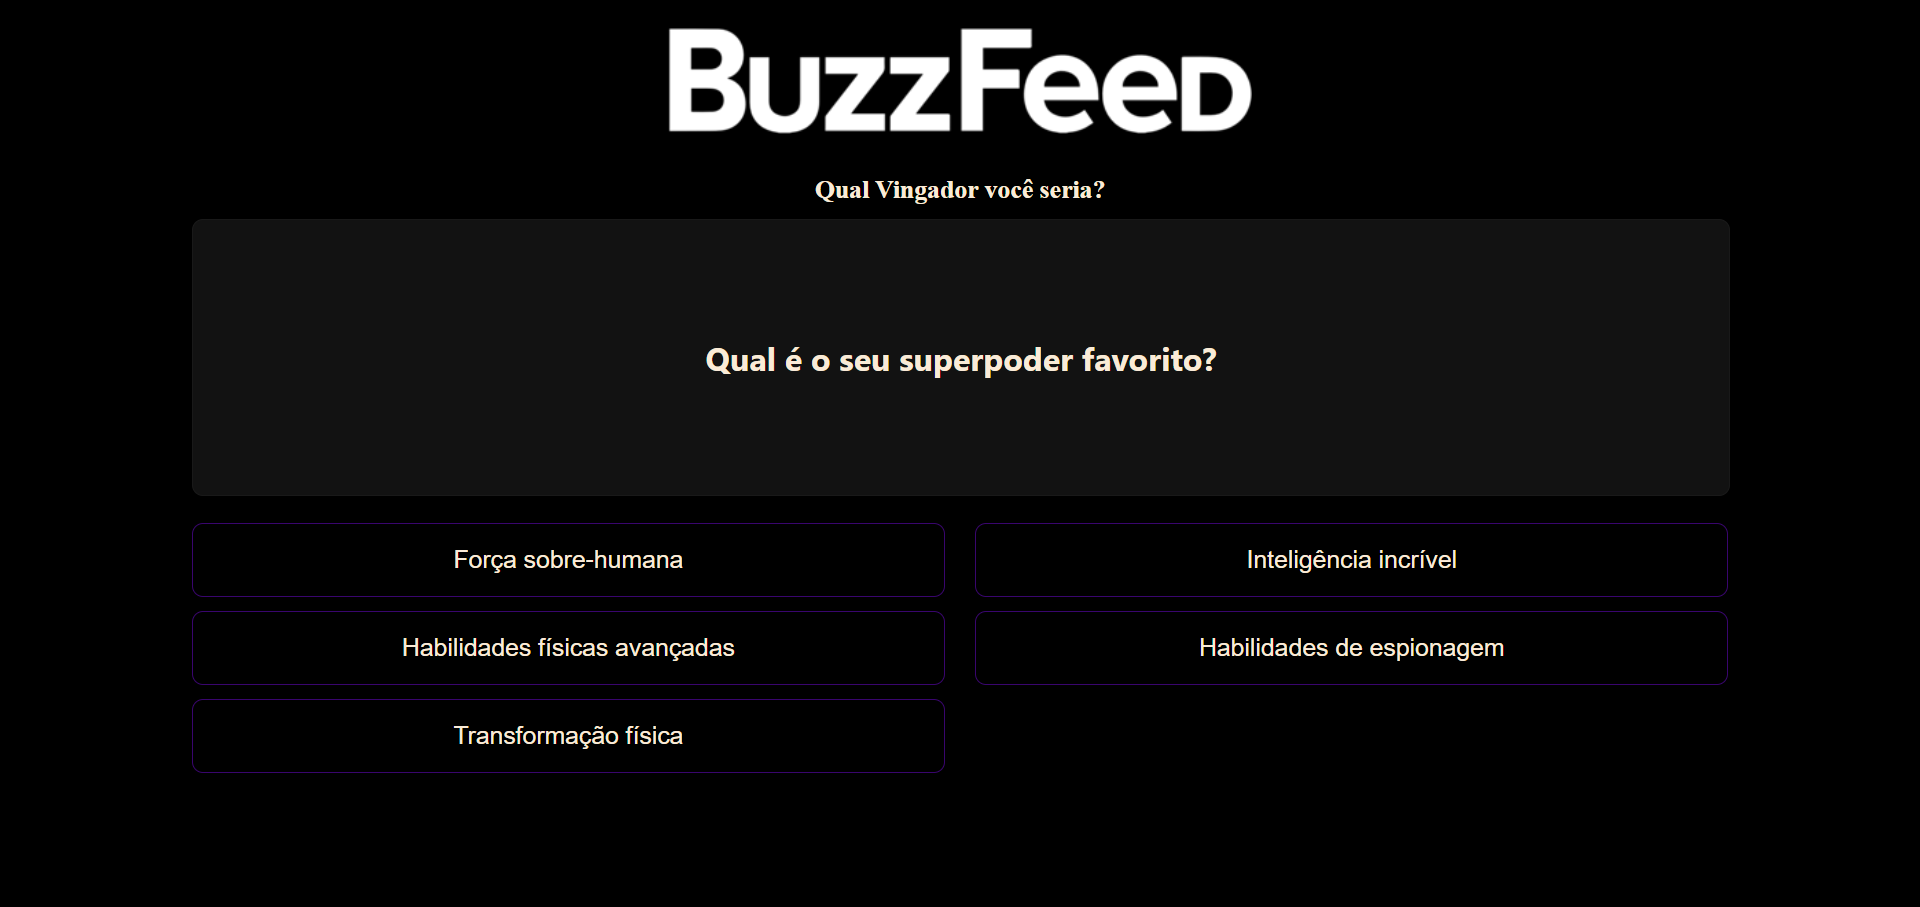 BuzzFeed
Qual Vingador você seria?
Qual é o seu superpoder favorito?
Força sobre-humana
Inteligência incrível
Habilidades físicas avançadas
Habilidades de espionagem
Transformação física